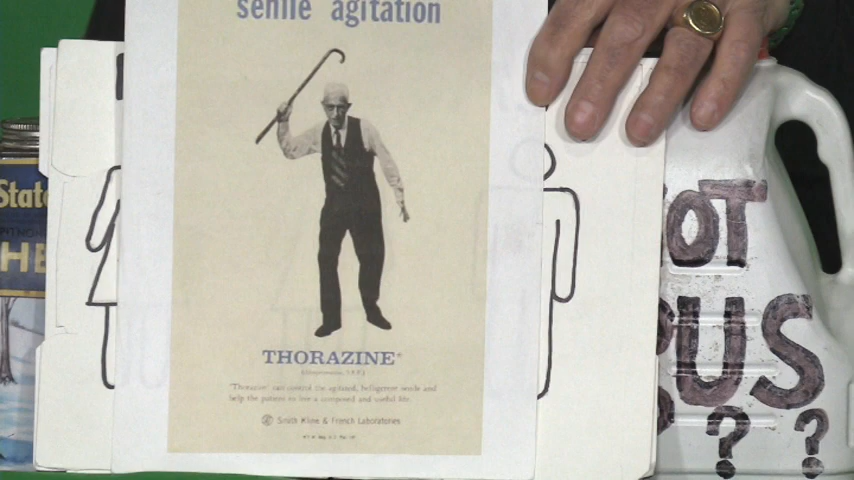 senile agitation
THORAZINE®
'Thorazine' can control the agitated, belligerent senile and
help the patient to live a composed and useful life.
Smith Kline & French Laboratories
State
HE
OT
PUS
? ?